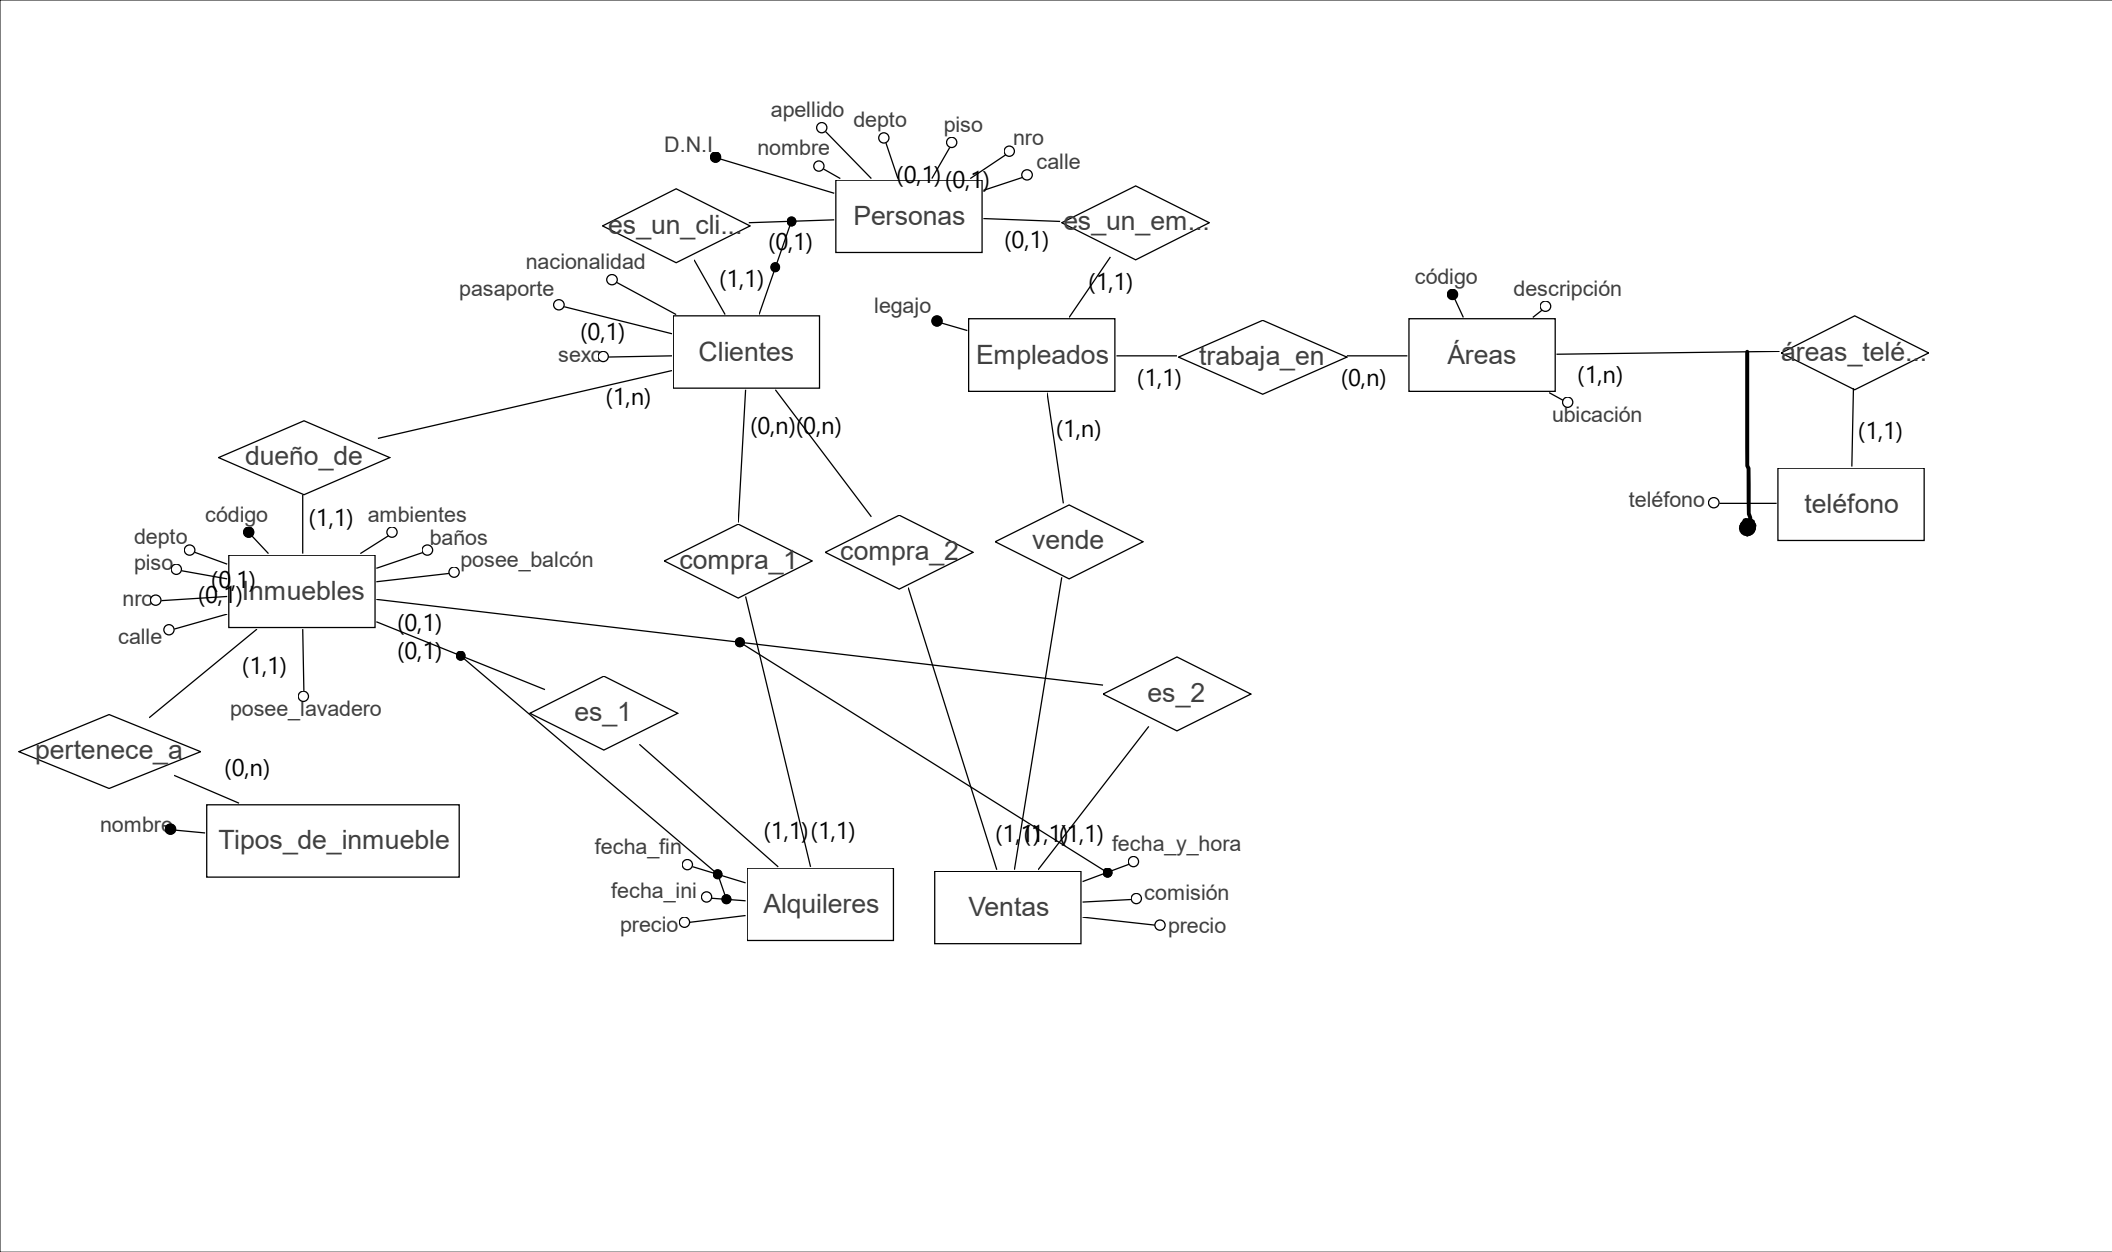 apellido
depto
piso
nro
D.N.I
nombre
calle
(0,1)
(0,1)
Personas
es_un_cli...
es_un_em...
(0,1)
(0,1)
nacionalidad
(1,1)
(1,1)
pasaporte
código
descripción
legajo
(0,1)
sexo
Clientes
Empleados
trabaja_en
Áreas
áreas_telé...
(1,1)
(0,n)
(1,n)
(1,n)
ubicación
(0,n)
(0,n)
(1,n)
(1,1)
dueño_de
teléfono
teléfono
código
(1,1)
ambientes
depto
baños
vende
compra_1
compra_2
piso
posee_balcón
(0,1)
(0,1)
Inmuebles
nro
calle
(0,1)
(0,1)
(1,1)
es_2
posee_lavadero
es_1
pertenece_a
(0,n)
nombre
Tipos_de_inmueble
(1,1)
(1,1)
(1,1)
(1,1)
(1,1)
fecha_fin
fecha_y_hora
fecha_ini
comisión
Alquileres
Ventas
precio
precio